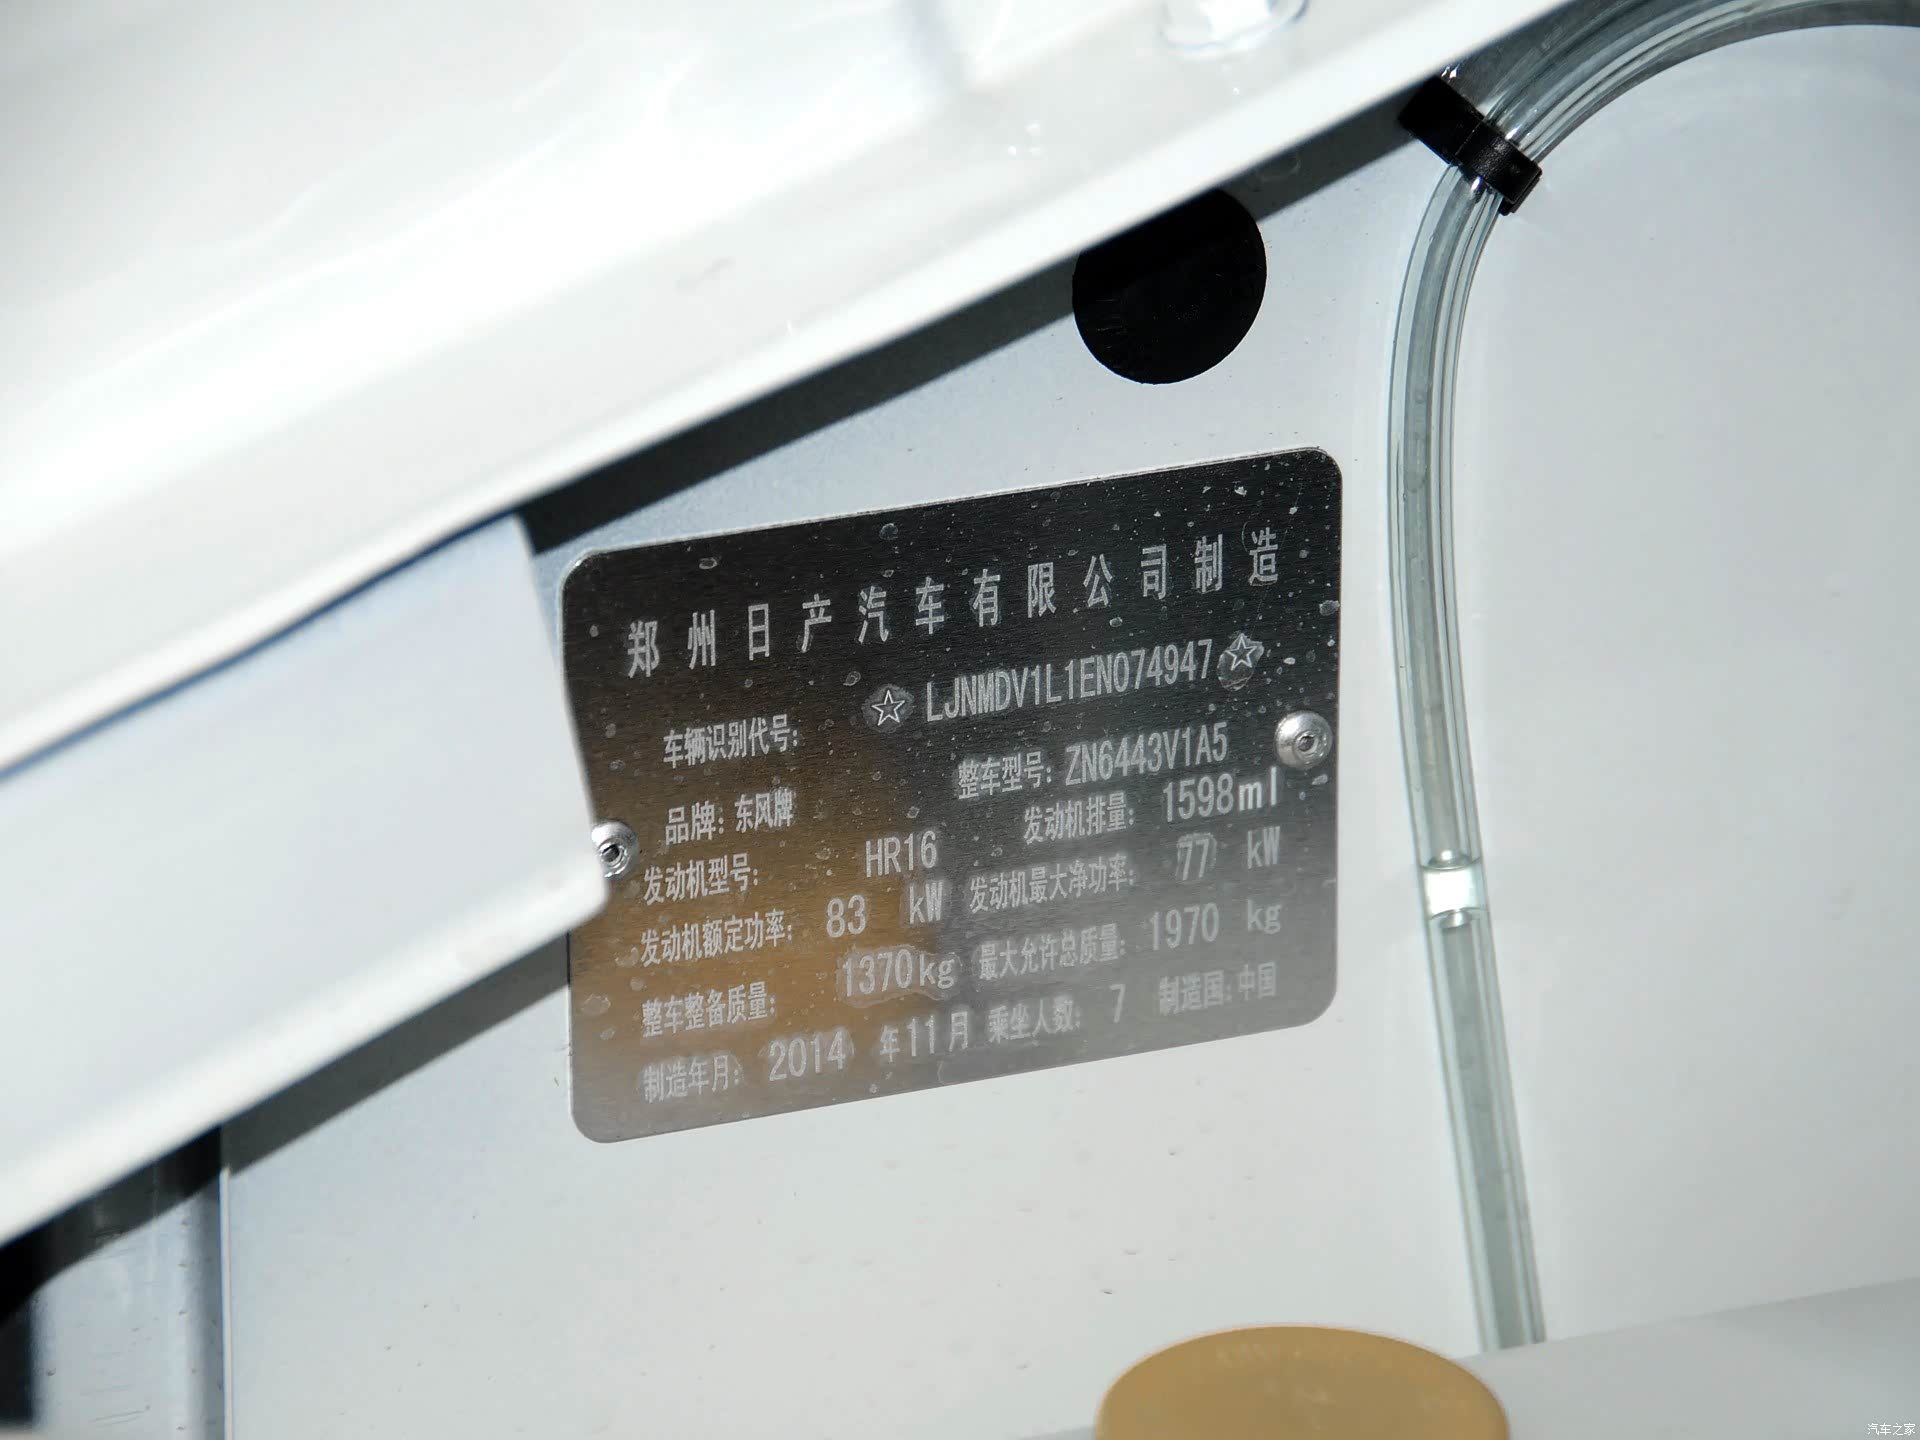 郑州日产汽车有限公司制造
车辆识别代号: ☆ LJNMDV1L1EN074947 ☆
品牌: 东风牌 整车型号: ZN6443V1A5
发动机型号: HR16 发动机排量: 1598ml
发动机额定功率: 83 kW 发动机最大净功率: 77 kW
整车整备质量: 1370kg 最大允许总质量: 1970 kg
制造年月: 2014 年11月 乘坐人数: 7 制造国: 中国
汽车之家